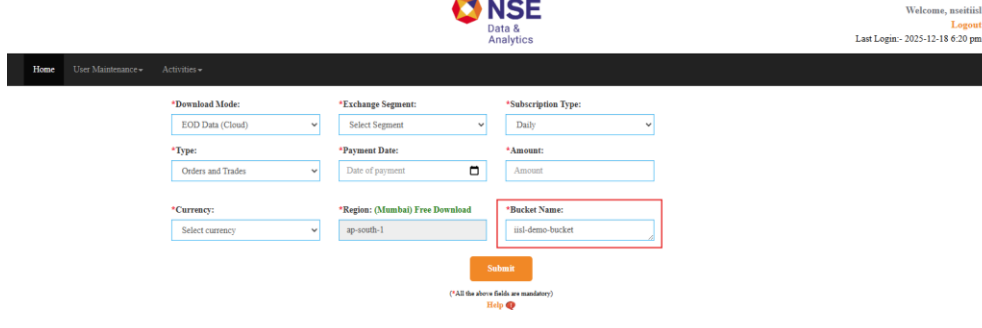 NSE
Data &
Analytics
Welcome, nseitiisl
Logout
Last Login:- 2025-12-18 6:20 pm
Home User Maintenance Activities
*Download Mode: *Exchange Segment: *Subscription Type:
EOD Data (Cloud) Select Segment Daily
*Type: *Payment Date: *Amount:
Orders and Trades Date of payment Amount
*Currency: *Region: (Mumbai) Free Download *Bucket Name:
Select currency ap-south-1 iisl-demo-bucket
Submit
(*All the above fields are mandatory)
Help